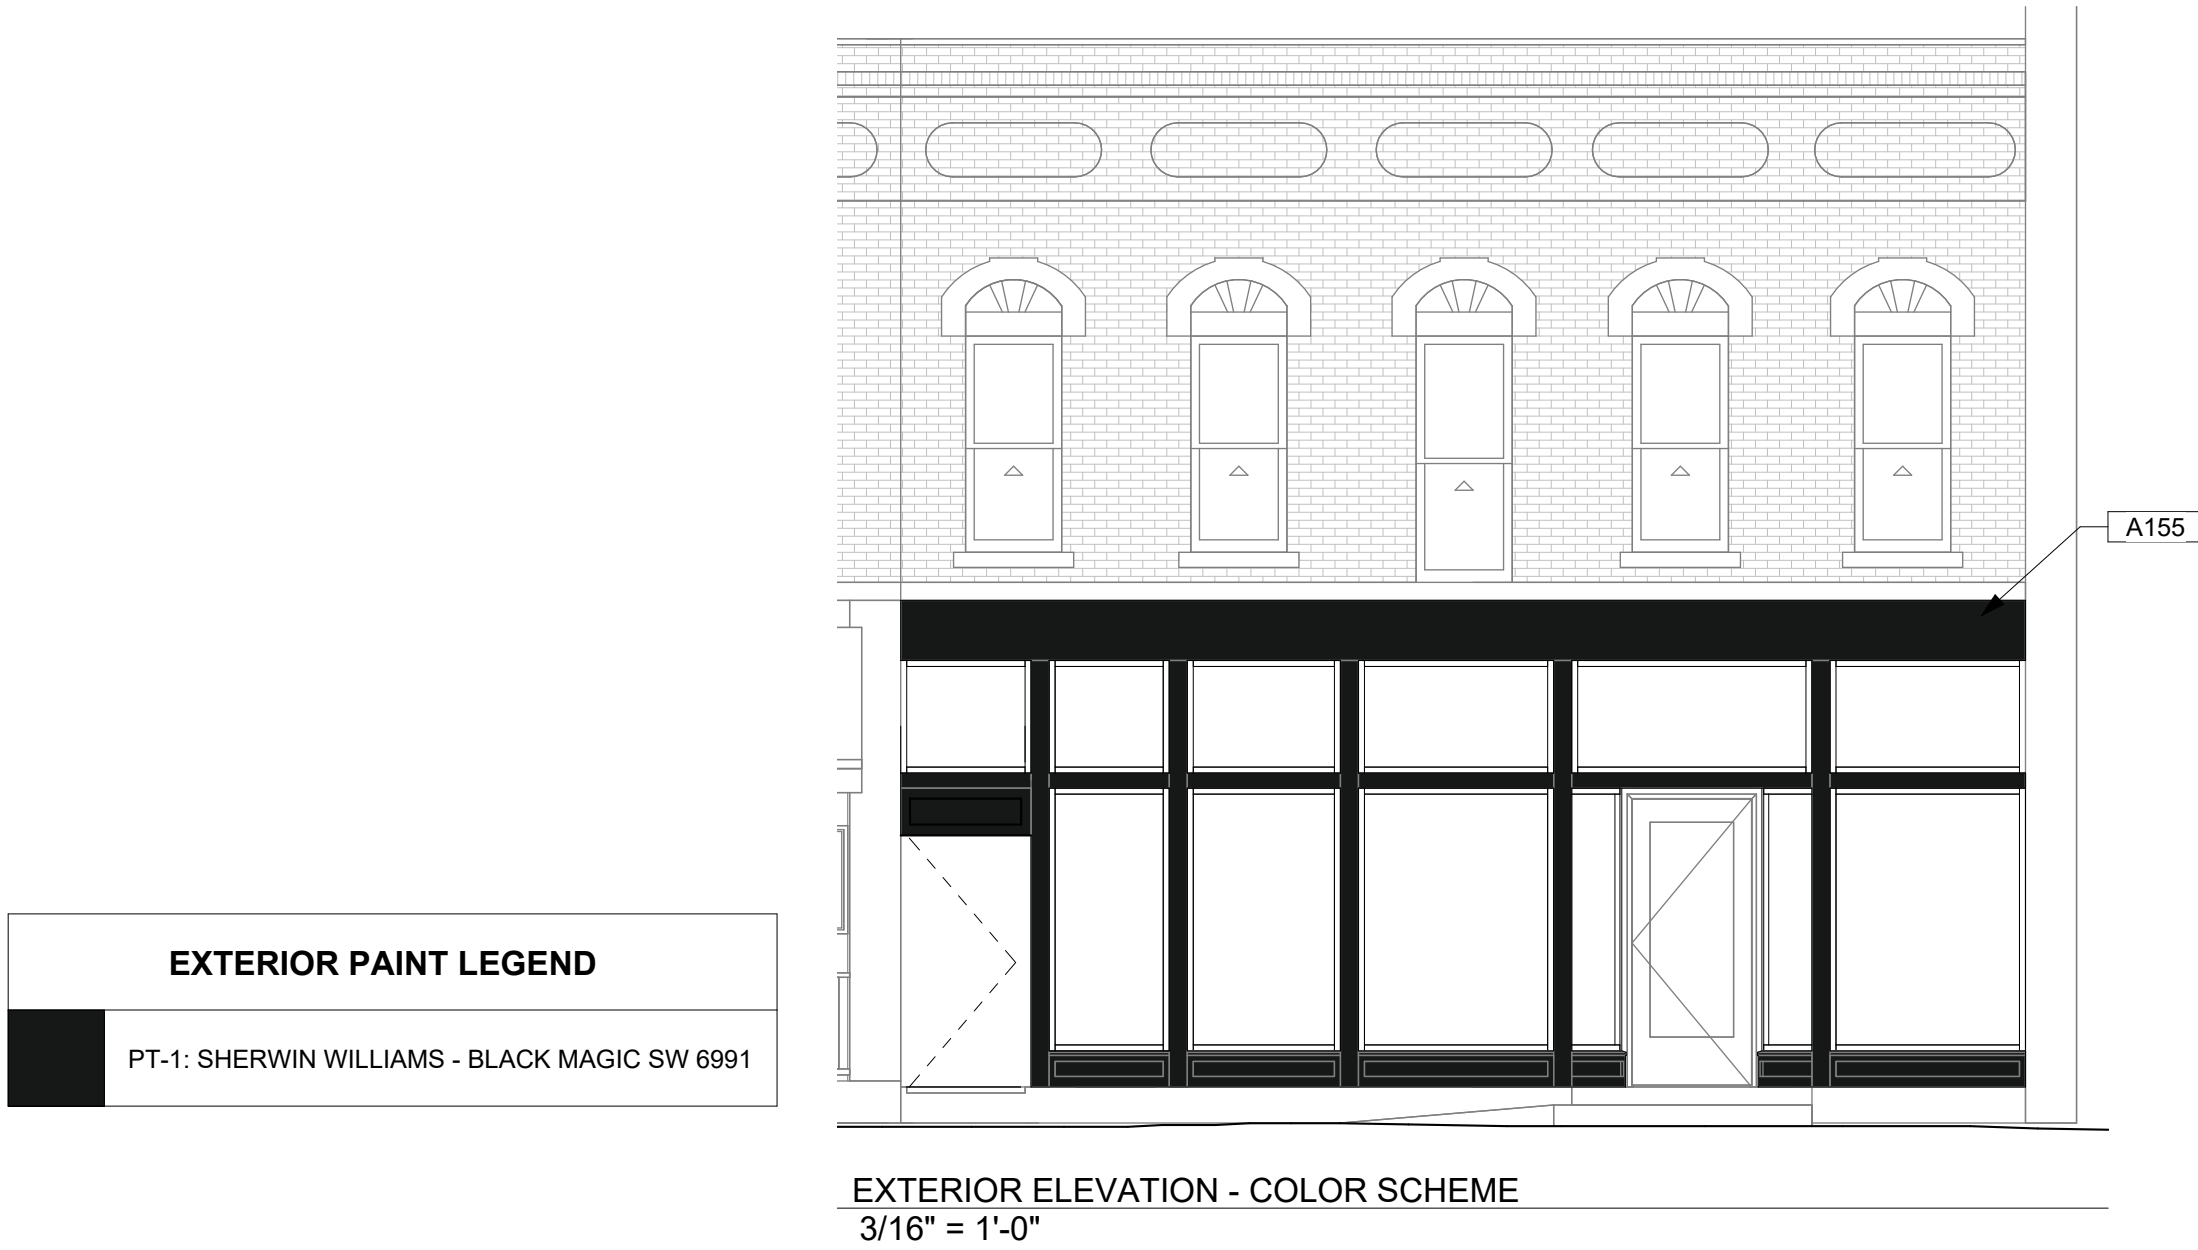 A155
EXTERIOR PAINT LEGEND
PT-1: SHERWIN WILLIAMS - BLACK MAGIC SW 6991
EXTERIOR ELEVATION - COLOR SCHEME
3/16" = 1'-0"